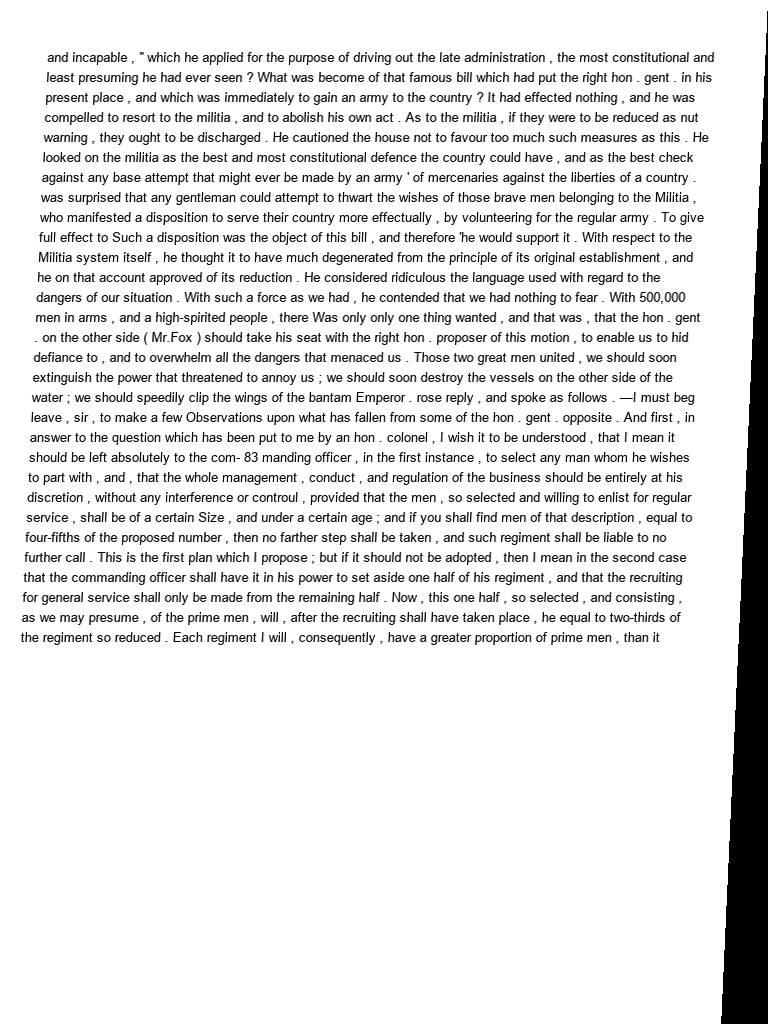 and incapable , " which he applied for the purpose of driving out the late administration , the most constitutional and
least presuming he had ever seen ? What was become of that famous bill which had put the right hon . gent . in his
present place , and which was immediately to gain an army to the country ? It had effected nothing , and he was
compelled to resort to the militia , and to abolish his own act . As to the militia , if they were to be reduced as nut
warning , they ought to be discharged . He cautioned the house not to favour too much such measures as this . He
looked on the militia as the best and most constitutional defence the country could have , and as the best check
against any base attempt that might ever be made by an army ' of mercenaries against the liberties of a country .
was surprised that any gentleman could attempt to thwart the wishes of those brave men belonging to the Militia ,
who manifested a disposition to serve their country more effectually , by volunteering for the regular army . To give
full effect to Such a disposition was the object of this bill , and therefore 'he would support it . With respect to the
Militia system itself , he thought it to have much degenerated from the principle of its original establishment , and
he on that account approved of its reduction . He considered ridiculous the language used with regard to the
dangers of our situation . With such a force as we had , he contended that we had nothing to fear . With 500,000
men in arms , and a high-spirited people , there Was only only one thing wanted , and that was , that the hon . gent
. on the other side ( Mr.Fox ) should take his seat with the right hon . proposer of this motion , to enable us to hid
defiance to , and to overwhelm all the dangers that menaced us . Those two great men united , we should soon
extinguish the power that threatened to annoy us ; we should soon destroy the vessels on the other side of the
water ; we should speedily clip the wings of the bantam Emperor . rose reply , and spoke as follows . —I must beg
leave , sir , to make a few Observations upon what has fallen from some of the hon . gent . opposite . And first , in
answer to the question which has been put to me by an hon . colonel , I wish it to be understood , that I mean it
should be left absolutely to the com- 83 manding officer , in the first instance , to select any man whom he wishes
to part with , and , that the whole management , conduct , and regulation of the business should be entirely at his
discretion , without any interference or controul , provided that the men , so selected and willing to enlist for regular
service , shall be of a certain Size , and under a certain age ; and if you shall find men of that description , equal to
four-fifths of the proposed number , then no farther step shall be taken , and such regiment shall be liable to no
further call . This is the first plan which I propose ; but if it should not be adopted , then I mean in the second case
that the commanding officer shall have it in his power to set aside one half of his regiment , and that the recruiting
for general service shall only be made from the remaining half . Now , this one half , so selected , and consisting ,
as we may presume , of the prime men , will , after the recruiting shall have taken place , he equal to two-thirds of
the regiment so reduced . Each regiment I will , consequently , have a greater proportion of prime men , than it